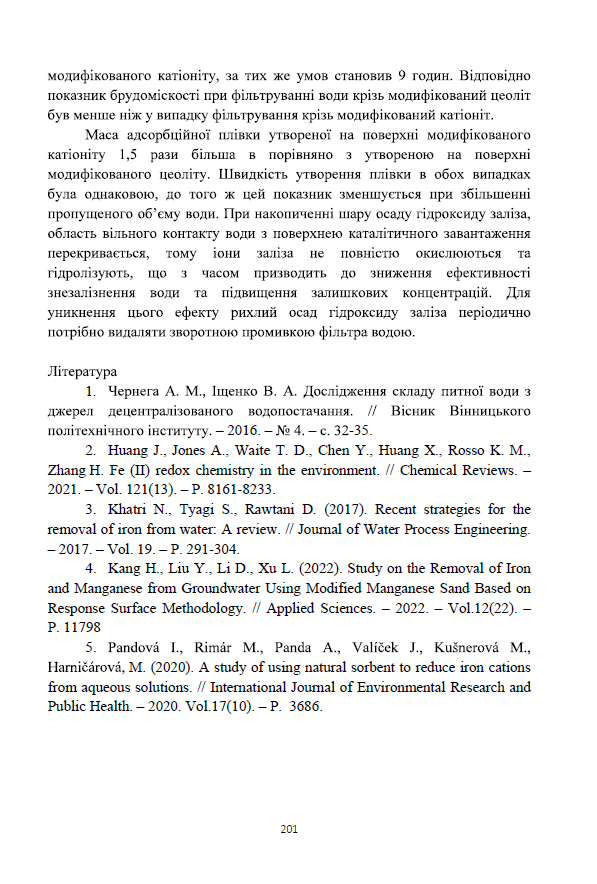 модифікованого катіоніту, за тих же умов становив 9 годин. Відповідно
показник брудомісткості при фільтруванні води крізь модифікований цеоліт
був менше ніж у випадку фільтрування крізь модифікований катіоніт.
Маса адсорбційної плівки утвореної на поверхні модифікованого
катіоніту 1,5 рази більша в порівняно з утвореною на поверхні
модифікованого цеоліту. Швидкість утворення плівки в обох випадках
була однаковою, до того ж цей показник зменшується при збільшенні
пропущеного об’єму води. При накопиченні шару осаду гідроксиду заліза,
область вільного контакту води з поверхнею каталітичного завантаження
перекривається, тому іони заліза не повністю окислюються та
гідролізують, що з часом призводить до зниження ефективності
знезалізнення води та підвищення залишкових концентрацій. Для
уникнення цього ефекту рихлий осад гідроксиду заліза періодично
потрібно видаляти зворотною промивкою фільтра водою.
Література
1. Чернега А. М., Іщенко В. А. Дослідження складу питної води з
джерел децентралізованого водопостачання. // Вісник Вінницького
політехнічного інституту. – 2016. – № 4. – с. 32-35.
2. Huang J., Jones A., Waite T. D., Chen Y., Huang X., Rosso K. M.,
Zhang H. Fe (II) redox chemistry in the environment. // Chemical Reviews. –
2021. – Vol. 121(13). – P. 8161-8233.
3. Khatri N., Tyagi S., Rawtani D. (2017). Recent strategies for the
removal of iron from water: A review. // Journal of Water Process Engineering.
– 2017. – Vol. 19. – P. 291-304.
4. Kang H., Liu Y., Li D., Xu L. (2022). Study on the Removal of Iron
and Manganese from Groundwater Using Modified Manganese Sand Based on
Response Surface Methodology. // Applied Sciences. – 2022. – Vol.12(22). –
P. 11798
5. Pandová I., Rimár M., Panda A., Valíček J., Kušnerová M.,
Harničárová, M. (2020). A study of using natural sorbent to reduce iron cations
from aqueous solutions. // International Journal of Environmental Research and
Public Health. – 2020. Vol.17(10). – P. 3686.
201